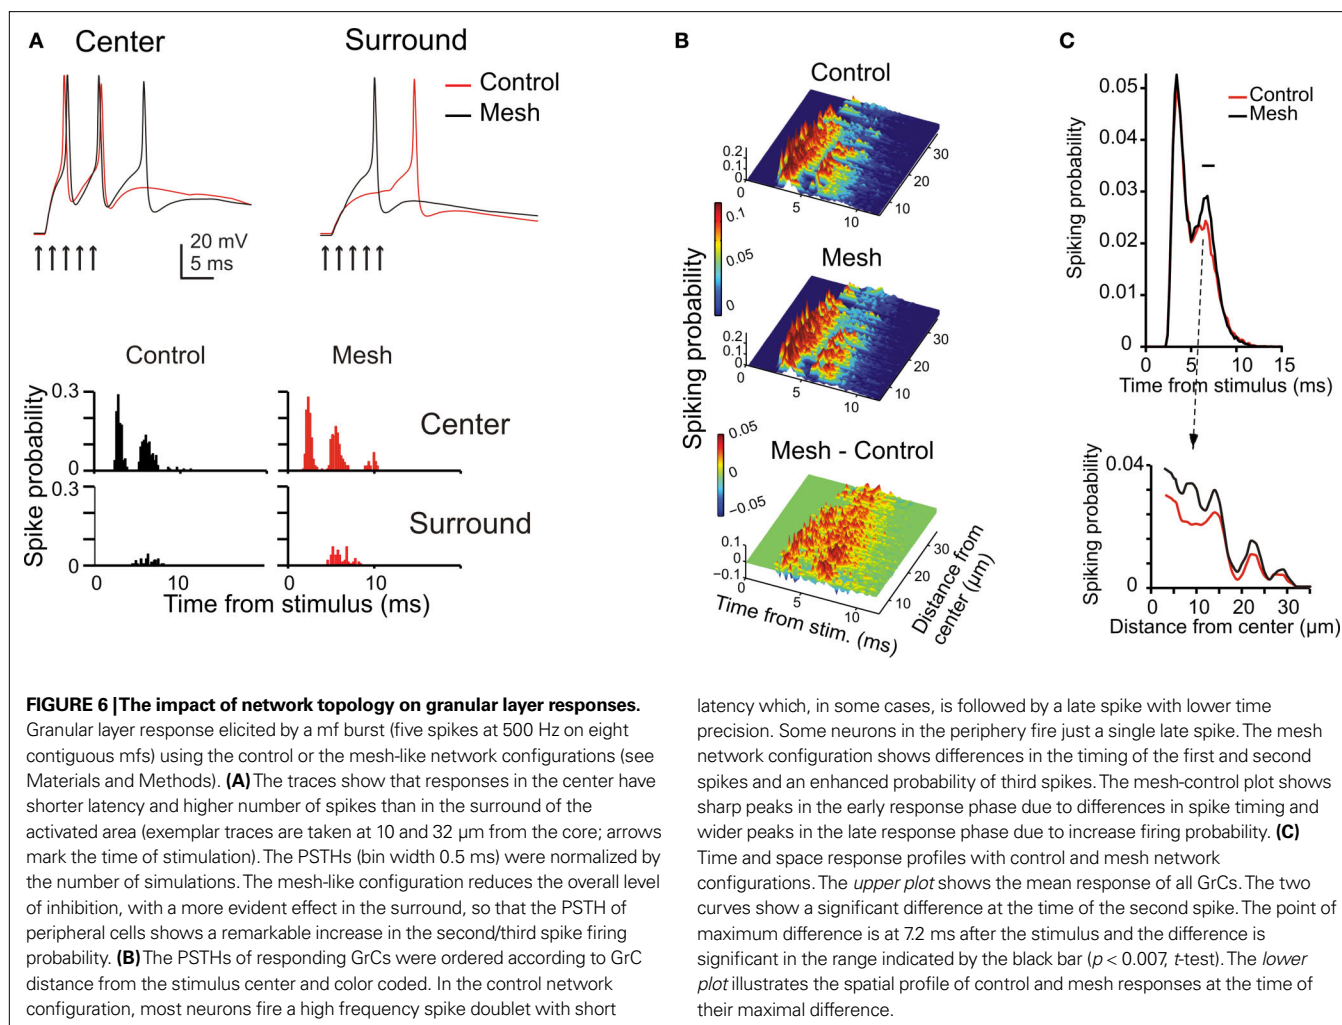 A
Center
Surround
Control
Mesh
20 mV
5 ms
Control
Mesh
Spike probability
0.3
0
Center
0.3
0
Surround
0
10
0
10
Time from stimulus (ms)
B
Control
0.2
0.1
0
0
5
10
10
20
30
Spiking probability
0.1
0.05
0
Mesh
0.2
0.1
0
0
5
10
10
20
30
Mesh - Control
0.05
0
−0.05
0.1
0
−0.1
0
5
10
10
20
30
Time from stim. (ms)
Distance from
center (µm)
C
Control
Mesh
Spiking probability
0.05
0.04
0.03
0.02
0.01
0
0
5
10
15
Time from stimulus (ms)
Spiking probability
0.04
0
0
10
20
30
Distance from center (µm)
FIGURE 6 | The impact of network topology on granular layer responses.
Granular layer response elicited by a mf burst (five spikes at 500 Hz on eight
contiguous mfs) using the control or the mesh-like network configurations (see
Materials and Methods). (A) The traces show that responses in the center have
shorter latency and higher number of spikes than in the surround of the
activated area (exemplar traces are taken at 10 and 32 µm from the core; arrows
mark the time of stimulation). The PSTHs (bin width 0.5 ms) were normalized by
the number of simulations. The mesh-like configuration reduces the overall level
of inhibition, with a more evident effect in the surround, so that the PSTH of
peripheral cells shows a remarkable increase in the second/third spike firing
probability. (B) The PSTHs of responding GrCs were ordered according to GrC
distance from the stimulus center and color coded. In the control network
configuration, most neurons fire a high frequency spike doublet with short
latency which, in some cases, is followed by a late spike with lower time
precision. Some neurons in the periphery fire just a single late spike. The mesh
network configuration shows differences in the timing of the first and second
spikes and an enhanced probability of third spikes. The mesh-control plot shows
sharp peaks in the early response phase due to differences in spike timing and
wider peaks in the late response phase due to increase firing probability. (C)
Time and space response profiles with control and mesh network
configurations. The upper plot shows the mean response of all GrCs. The two
curves show a significant difference at the time of the second spike. The point of
maximum difference is at 7.2 ms after the stimulus and the difference is
significant in the range indicated by the black bar (p < 0.007, t-test). The lower
plot illustrates the spatial profile of control and mesh responses at the time of
their maximal difference.